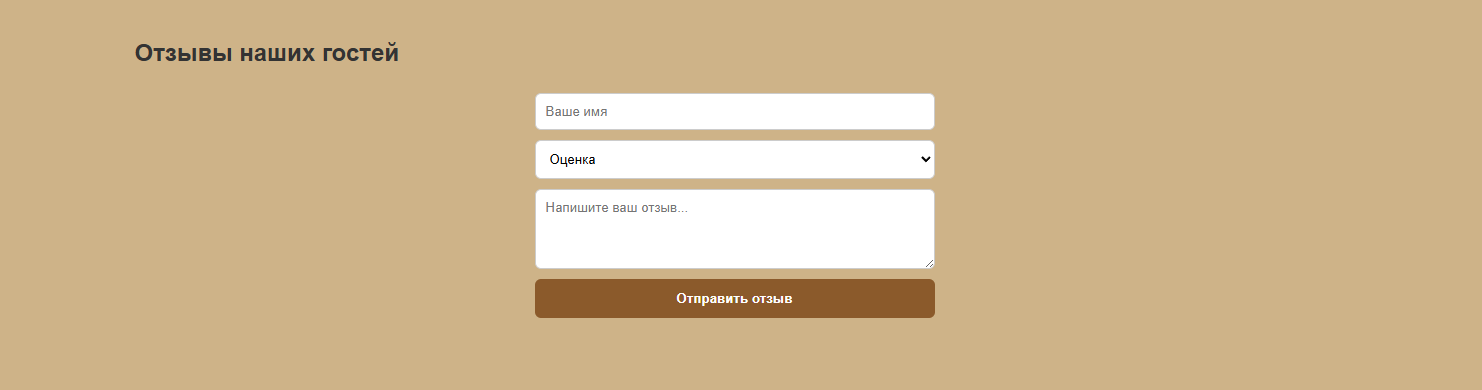 Отзывы наших гостей
Ваше имя
Оценка
Напишите ваш отзыв...
Отправить отзыв